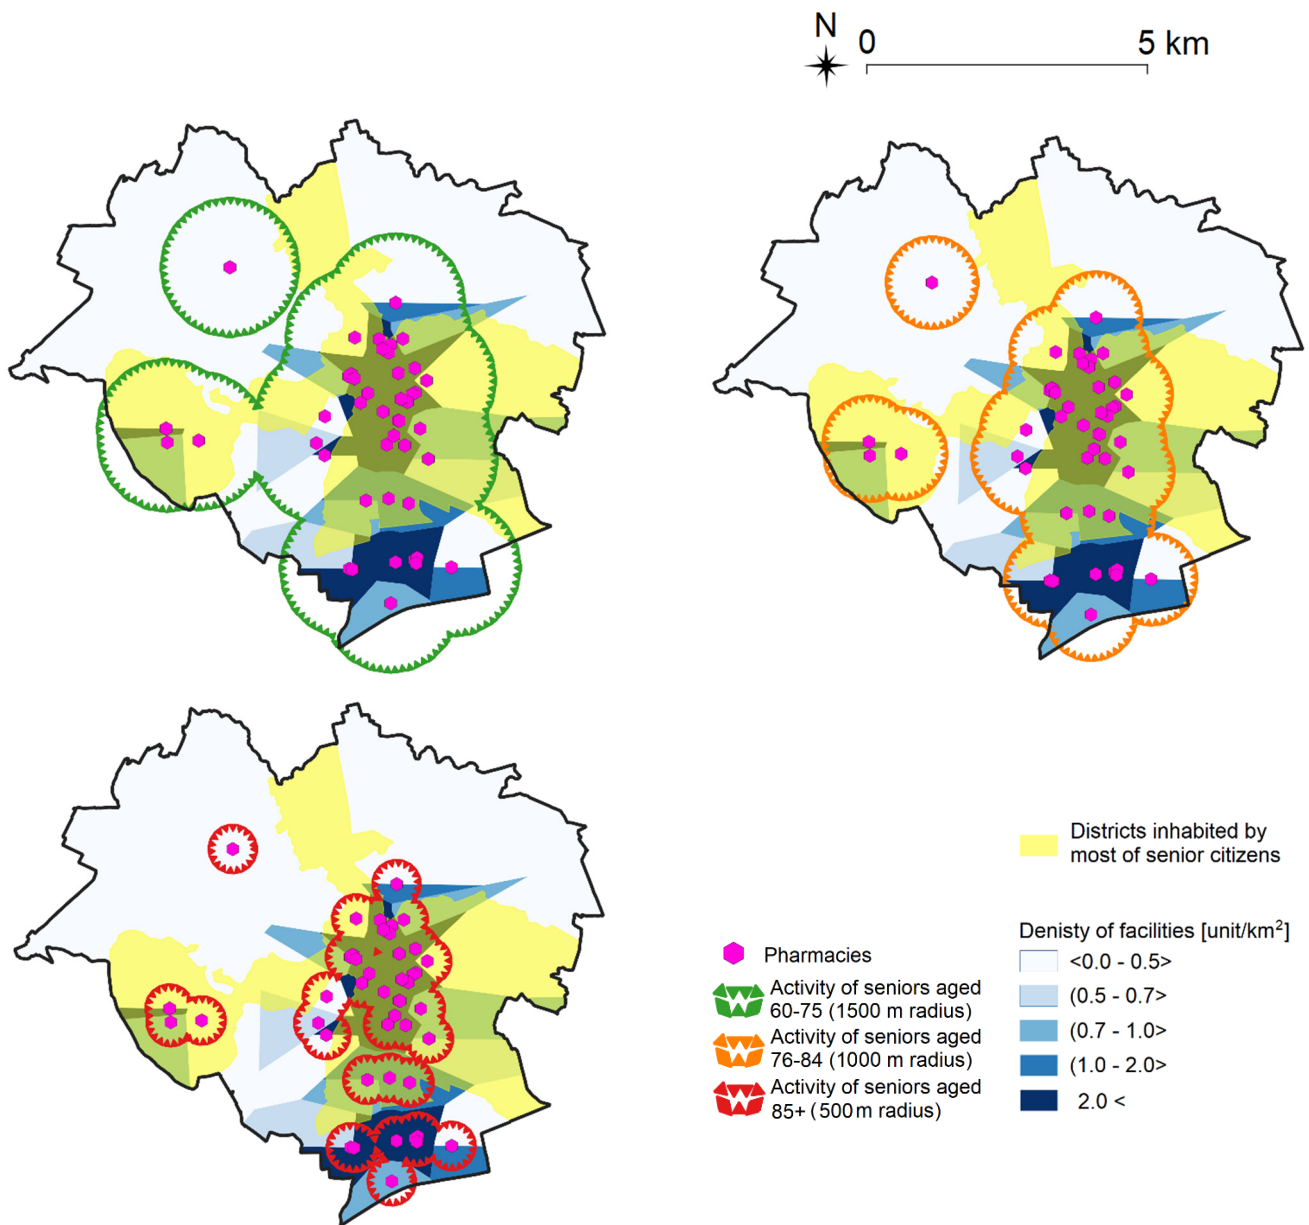 N
0 5 km
Districts inhabited by
most of senior citizens
Denisty of facilities [unit/km²]
<0.0 - 0.5>
(0.5 - 0.7>
(0.7 - 1.0>
(1.0 - 2.0>
2.0 <
Pharmacies
Activity of seniors aged
60-75 (1500 m radius)
Activity of seniors aged
76-84 (1000 m radius)
Activity of seniors aged
85+ (500 m radius)